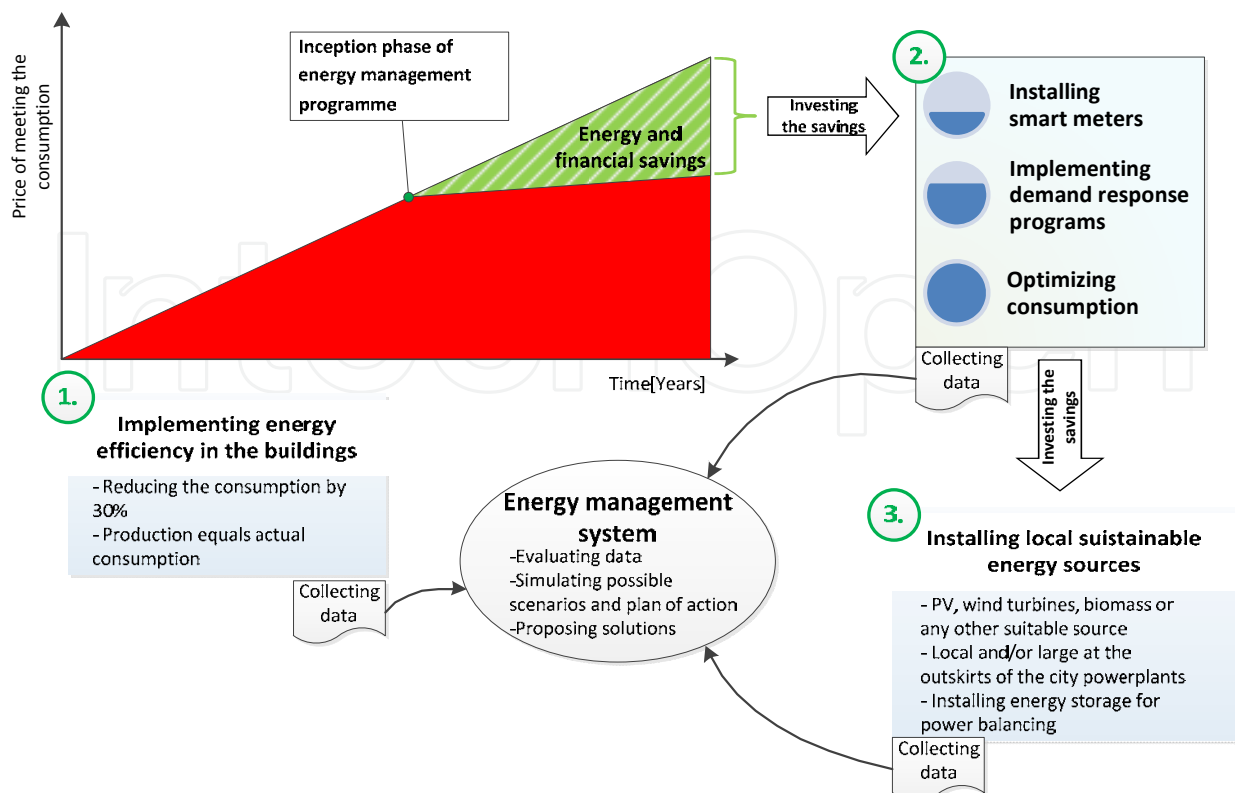 Price of meeting the
consumption
Inception phase of
energy management
programme
Energy and
financial savings
Time[Years]
Investing
the savings
2.
Installing
smart meters
Implementing
demand response
programs
Optimizing
consumption
Collecting
data
Investing the
savings
1.
Implementing energy
efficiency in the buildings
- Reducing the consumption by
30%
- Production equals actual
consumption
Collecting
data
Energy management
system
-Evaluating data
-Simulating possible
scenarios and plan of action
-Proposing solutions
3.
Installing local suistainable
energy sources
- PV, wind turbines, biomass or
any other suitable source
- Local and/or large at the
outskirts of the city powerplants
- Installing energy storage for
power balancing
Collecting
data
IntechOpen